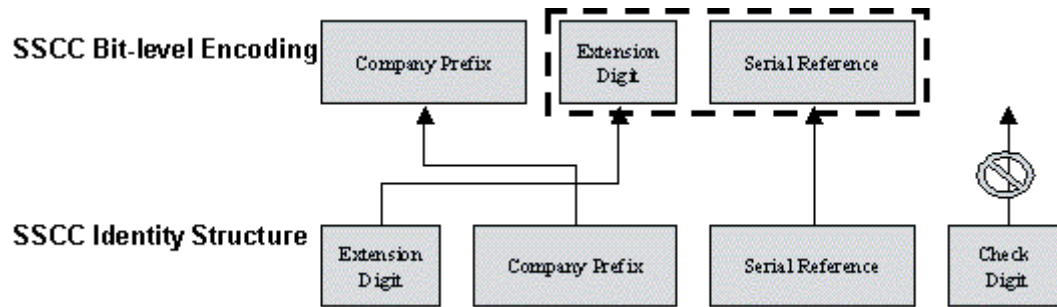 SSCC Bit-level Encoding
Company Prefix
Extension
Digit
Serial Reference
SSCC Identity Structure
Extension
Digit
Company Prefix
Serial Reference
Check
Digit